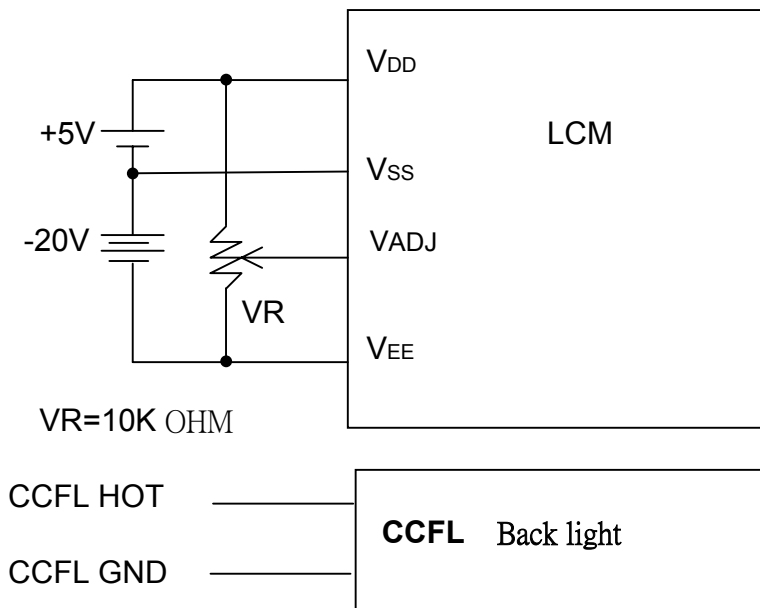 VDD
+5V
LCM
VSS
-20V
VADJ
VR
VEE
VR=10K OHM
CCFL HOT
CCFL Back light
CCFL GND